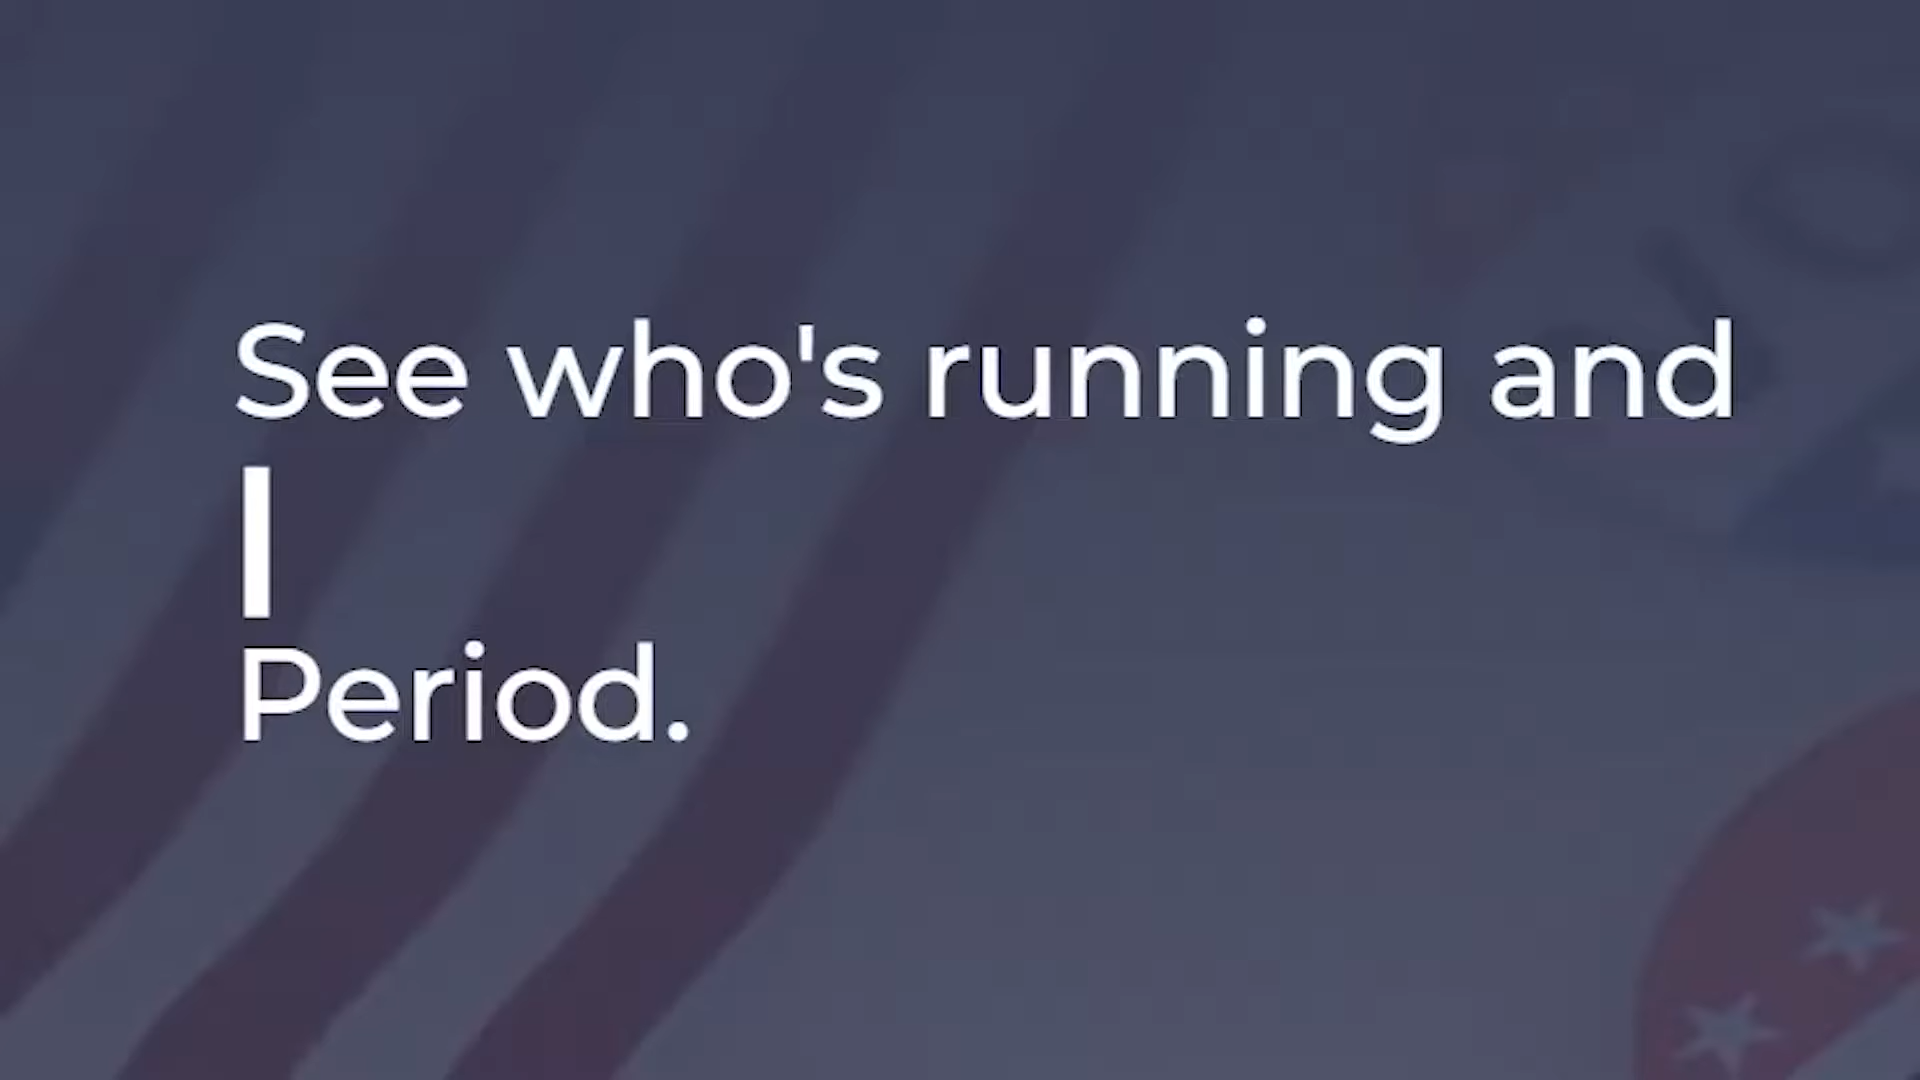 See who's running and
|
Period.